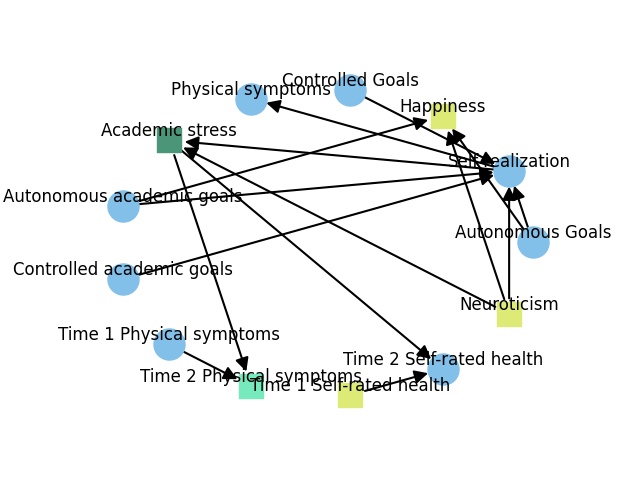 Controlled Goals
Physical symptoms
Happiness
Academic stress
Self-realization
Autonomous academic goals
Autonomous Goals
Controlled academic goals
Neuroticism
Time 1 Physical symptoms
Time 2 Self-rated health
Time 2 Physical symptoms
Time 1 Self-rated health